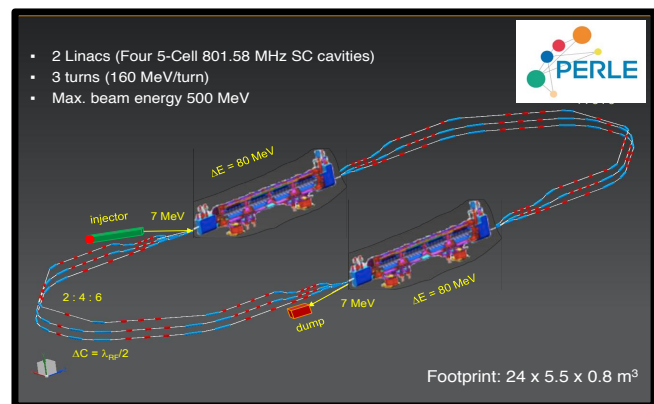 ▪ 2 Linacs (Four 5-Cell 801.58 MHz SC cavities)
▪ 3 turns (160 MeV/turn)
▪ Max. beam energy 500 MeV
PERLE
ΔE = 80 MeV
injector
7 MeV
2 : 4 : 6
7 MeV
ΔE = 80 MeV
dump
ΔC = λRF/2
Footprint: 24 x 5.5 x 0.8 m³